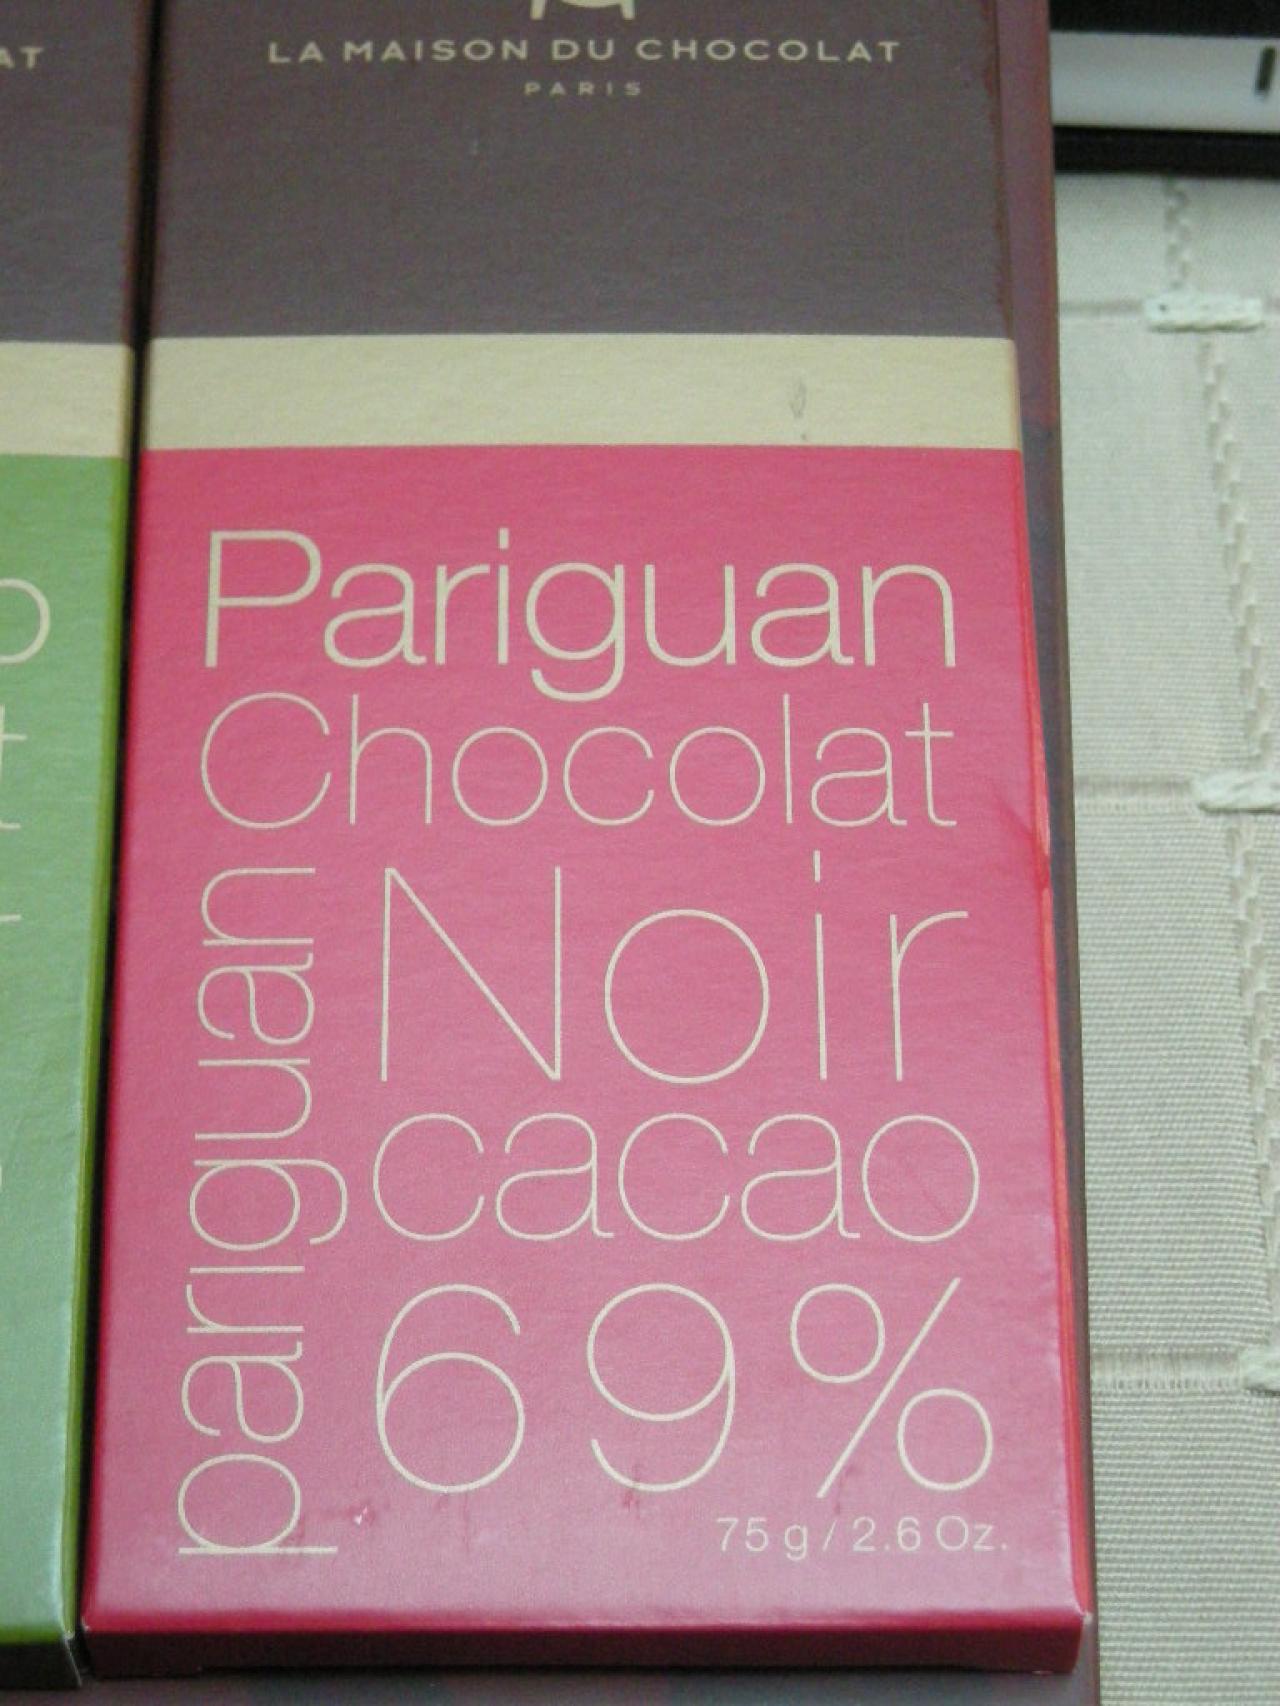 LA MAISON DU CHOCOLAT
PARIS
Pariguan
Chocolat
Noir
cacao
69%
pariguan
75 g / 2.6 Oz.